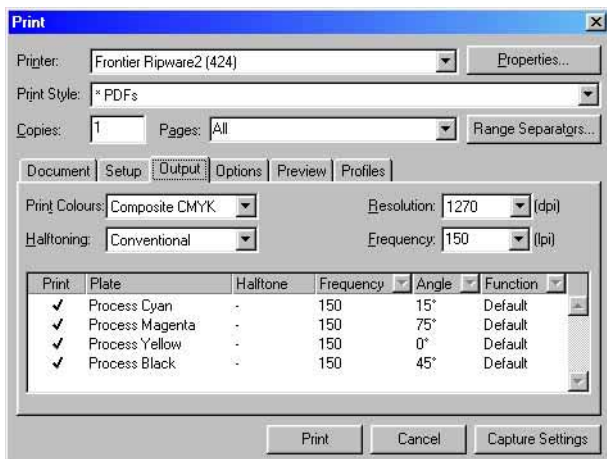 Print
Printer: Frontier Ripware2 (424) Properties...
Print Style: * PDFs
Copies: 1 Pages: All Range Separators...
Document Setup Output Options Preview Profiles
Print Colours: Composite CMYK Resolution: 1270 (dpi)
Halftoning: Conventional Frequency: 150 (lpi)
Print Plate Halftone Frequency Angle Function
✓ Process Cyan - 150 15° Default
✓ Process Magenta - 150 75° Default
✓ Process Yellow - 150 0° Default
✓ Process Black - 150 45° Default
Print Cancel Capture Settings